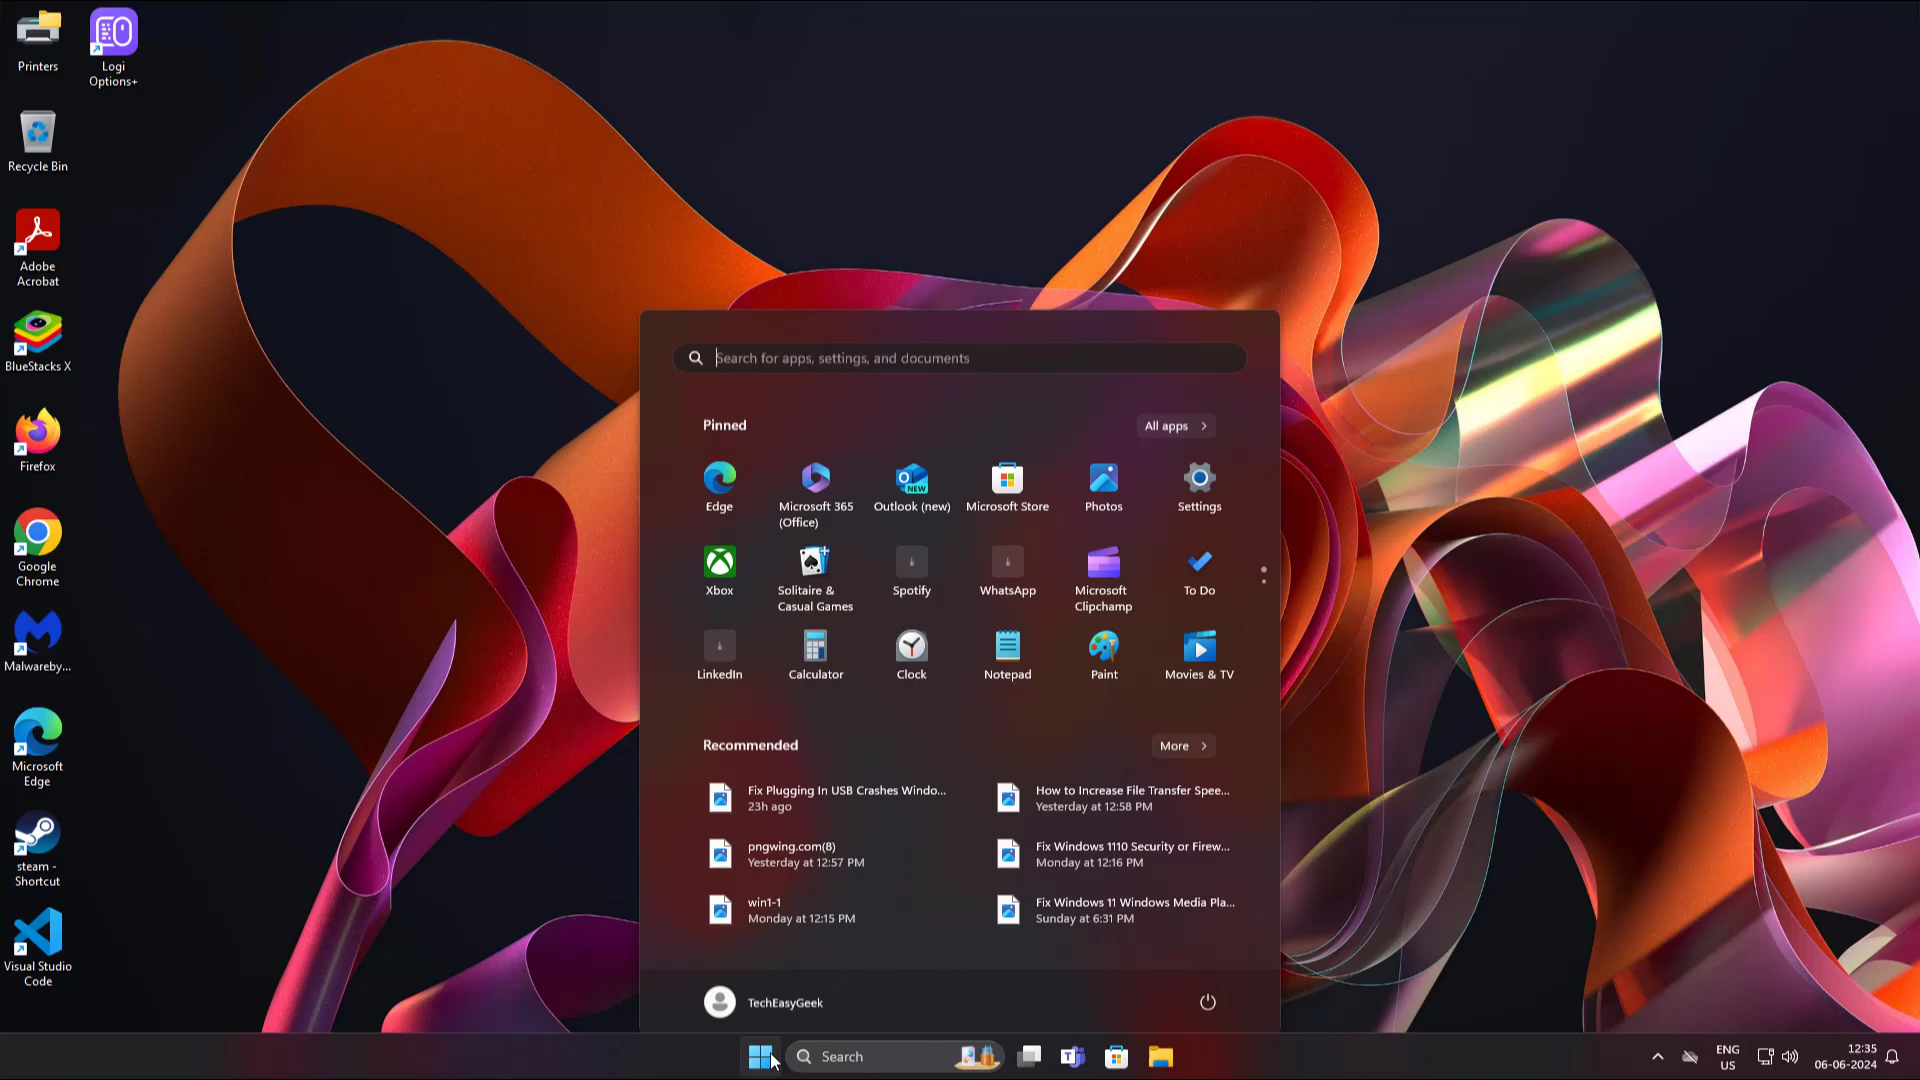 Printers
Logi
Options+
Recycle Bin
Adobe
Acrobat
BlueStacks X
Firefox
Google
Chrome
Malwareby...
Microsoft
Edge
steam -
Shortcut
Visual Studio
Code
Search for apps, settings, and documents
Pinned
All apps
Edge
Microsoft 365
(Office)
Outlook (new)
NEW
Microsoft Store
Photos
Settings
Xbox
Solitaire &
Casual Games
Spotify
WhatsApp
Microsoft
Clipchamp
To Do
LinkedIn
Calculator
Clock
Notepad
Paint
Movies & TV
Recommended
More
Fix Plugging In USB Crashes Windo...
23h ago
How to Increase File Transfer Spee...
Yesterday at 12:58 PM
pngwing.com(8)
Yesterday at 12:57 PM
Fix Windows 1110 Security or Firew...
Monday at 12:16 PM
win1-1
Monday at 12:15 PM
Fix Windows 11 Windows Media Pla...
Sunday at 6:31 PM
TechEasyGeek
Search
ENG
US
12:35
06-06-2024